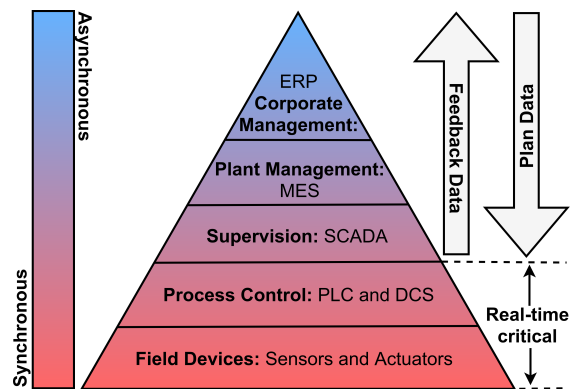 Asynchronous
Synchronous
ERP
Corporate
Management:
Plant Management:
MES
Supervision: SCADA
Process Control: PLC and DCS
Field Devices: Sensors and Actuators
Feedback Data
Plan Data
Real-time
critical